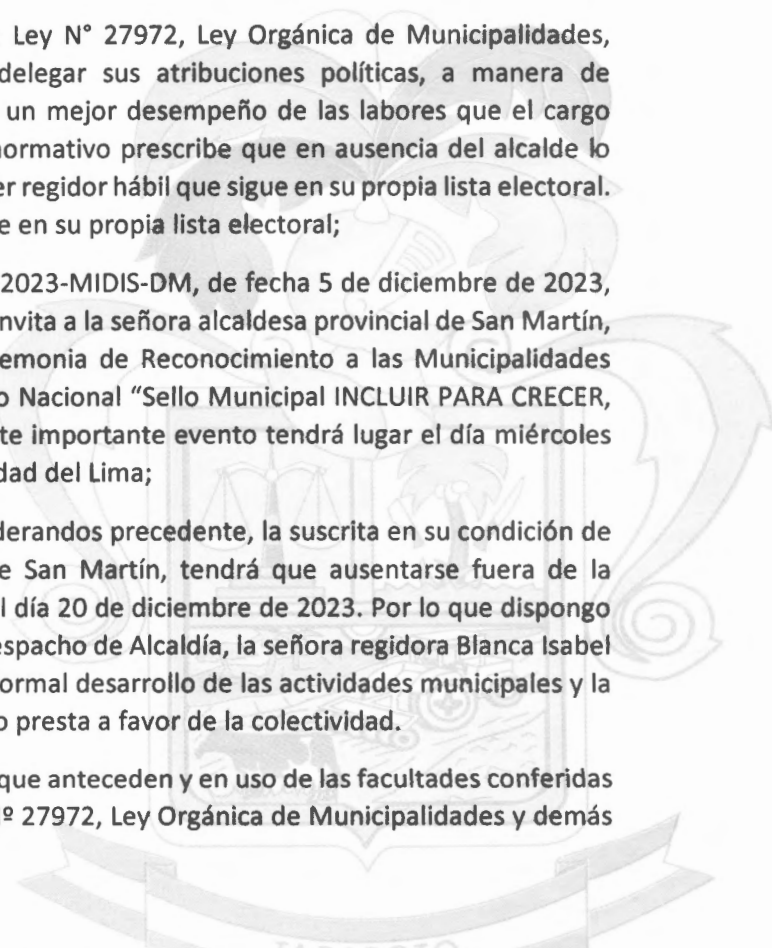 Ley N° 27972, Ley Orgánica de Municipalidades,
delegar sus atribuciones políticas, a manera de
un mejor desempeño de las labores que el cargo
normativo prescribe que en ausencia del alcalde lo
er regidor hábil que sigue en su propia lista electoral.
e en su propia lista electoral;
2023-MIDIS-DM, de fecha 5 de diciembre de 2023,
nvita a la señora alcaldesa provincial de San Martín,
emonia de Reconocimiento a las Municipalidades
o Nacional "Sello Municipal INCLUIR PARA CRECER,
te importante evento tendrá lugar el día miércoles
dad del Lima;
derandos precedente, la suscrita en su condición de
e San Martín, tendrá que ausentarse fuera de la
l día 20 de diciembre de 2023. Por lo que dispongo
espacho de Alcaldía, la señora regidora Blanca Isabel
ormal desarrollo de las actividades municipales y la
o presta a favor de la colectividad.
que anteceden y en uso de las facultades conferidas
Nº 27972, Ley Orgánica de Municipalidades y demás